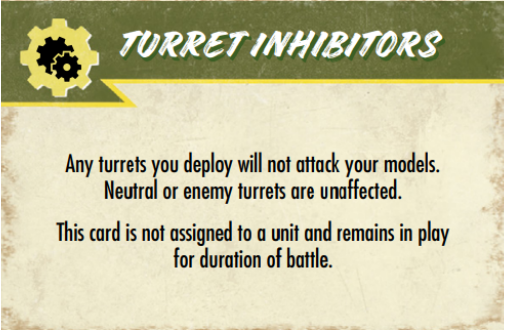 TURRET INHIBITORS
Any turrets you deploy will not attack your models.
Neutral or enemy turrets are unaffected.
This card is not assigned to a unit and remains in play
for duration of battle.